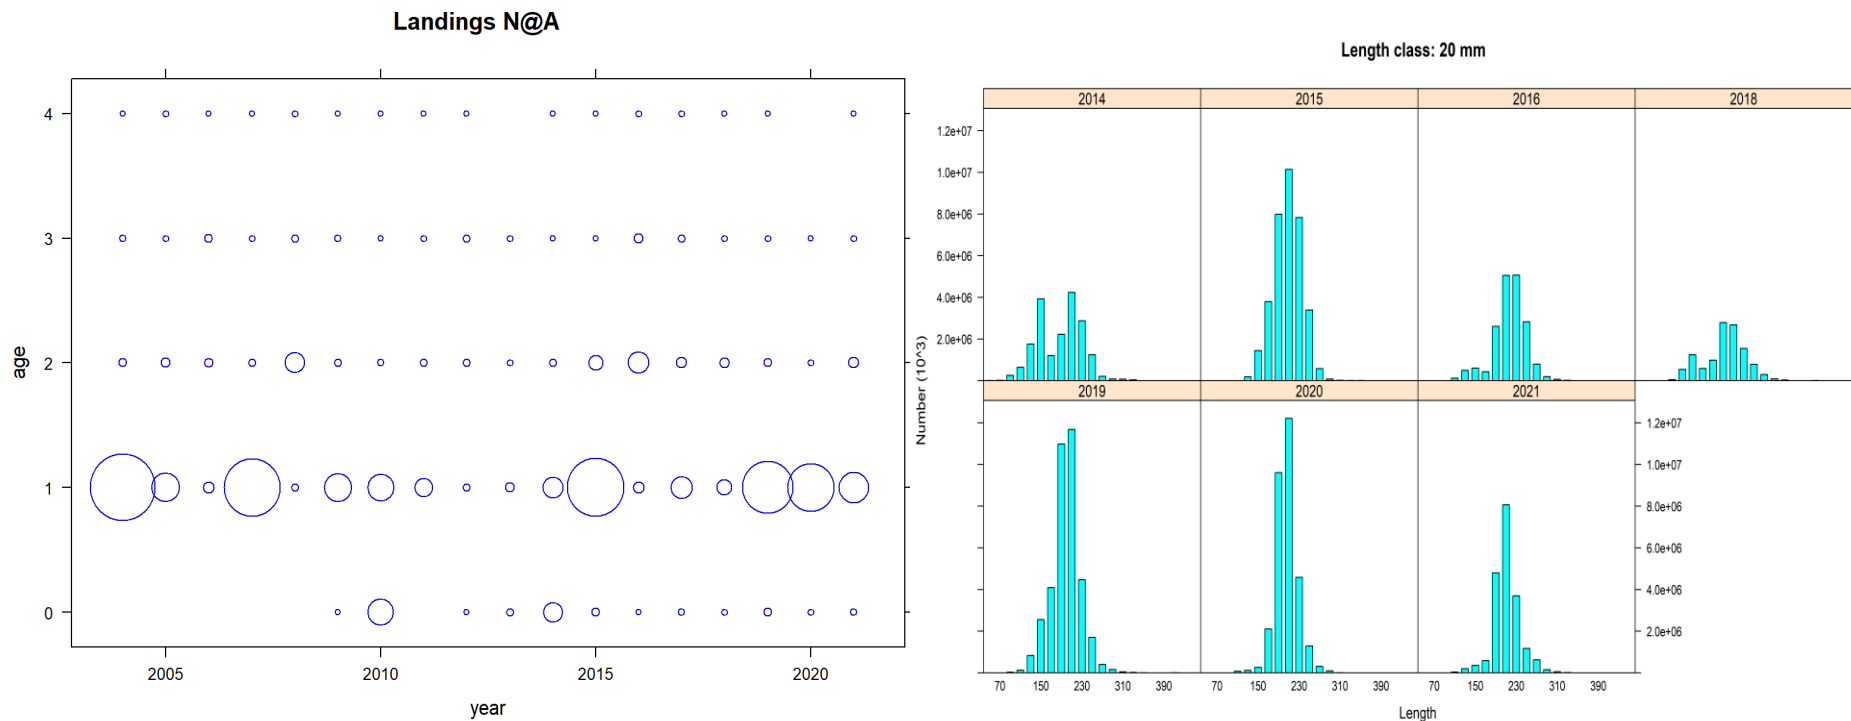 Landings N@A
4
3
2
1
0
age
2005 2010 2015 2020
year
Length class: 20 mm
2014 2015 2016 2018
1.2e+07
1.0e+07
8.0e+06
6.0e+06
4.0e+06
2.0e+06
Number (10^3)
2019 2020 2021
1.2e+07
1.0e+07
8.0e+06
6.0e+06
4.0e+06
2.0e+06
70 150 230 310 390 70 150 230 310 390 70 150 230 310 390
Length